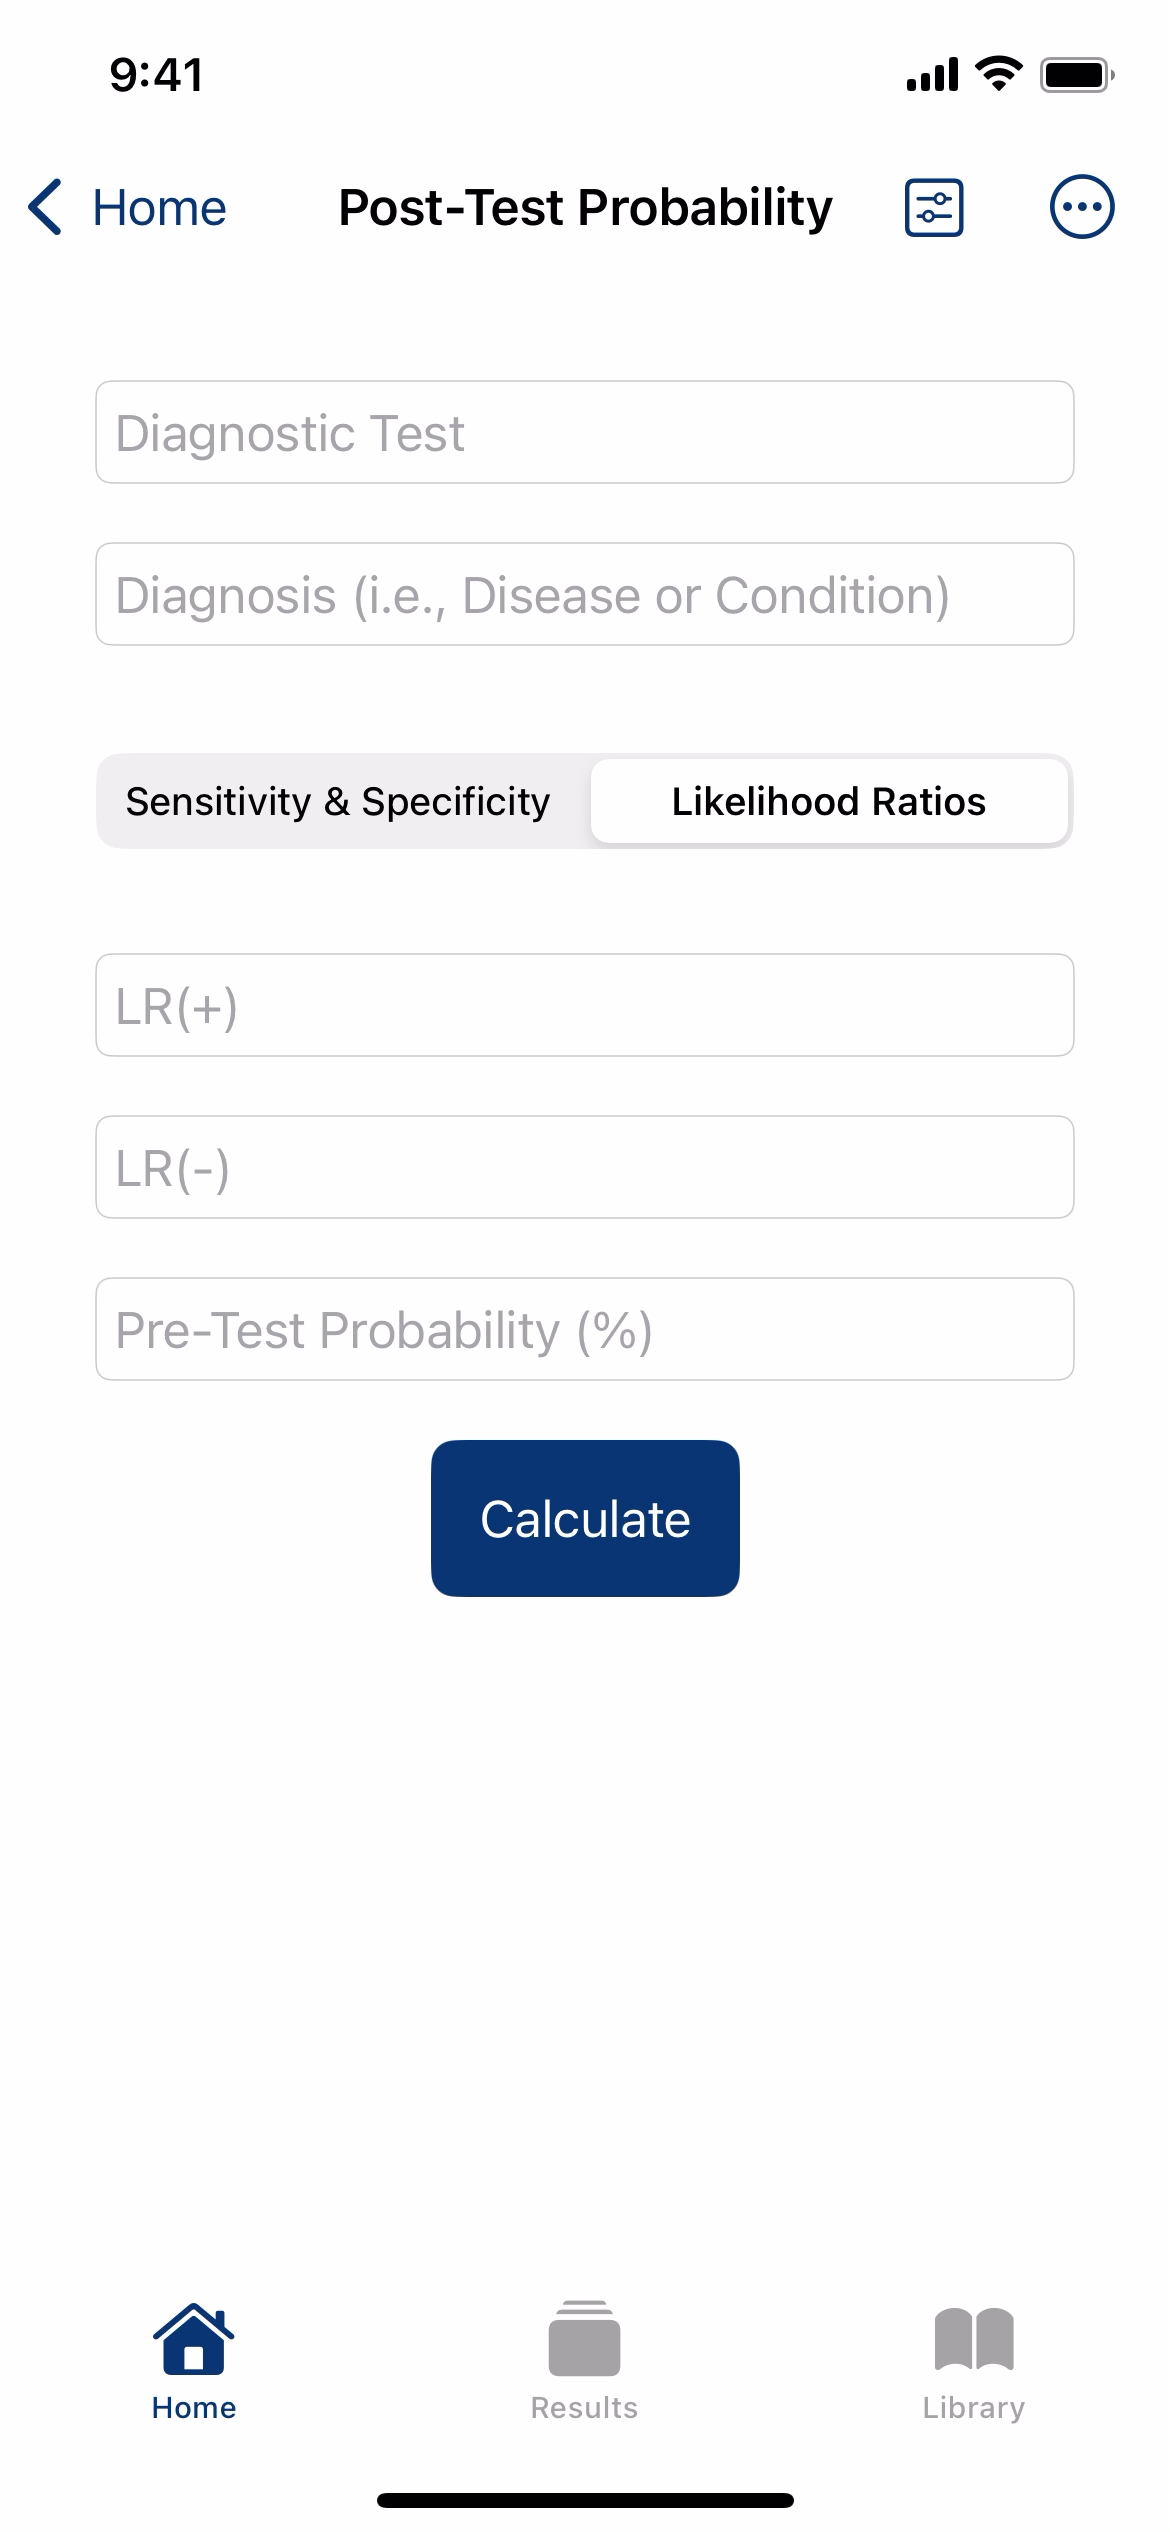 9:41
Home Post-Test Probability
Diagnostic Test
Diagnosis (i.e., Disease or Condition)
Sensitivity & Specificity Likelihood Ratios
LR(+)
LR(-)
Pre-Test Probability (%)
Calculate
Home Results Library